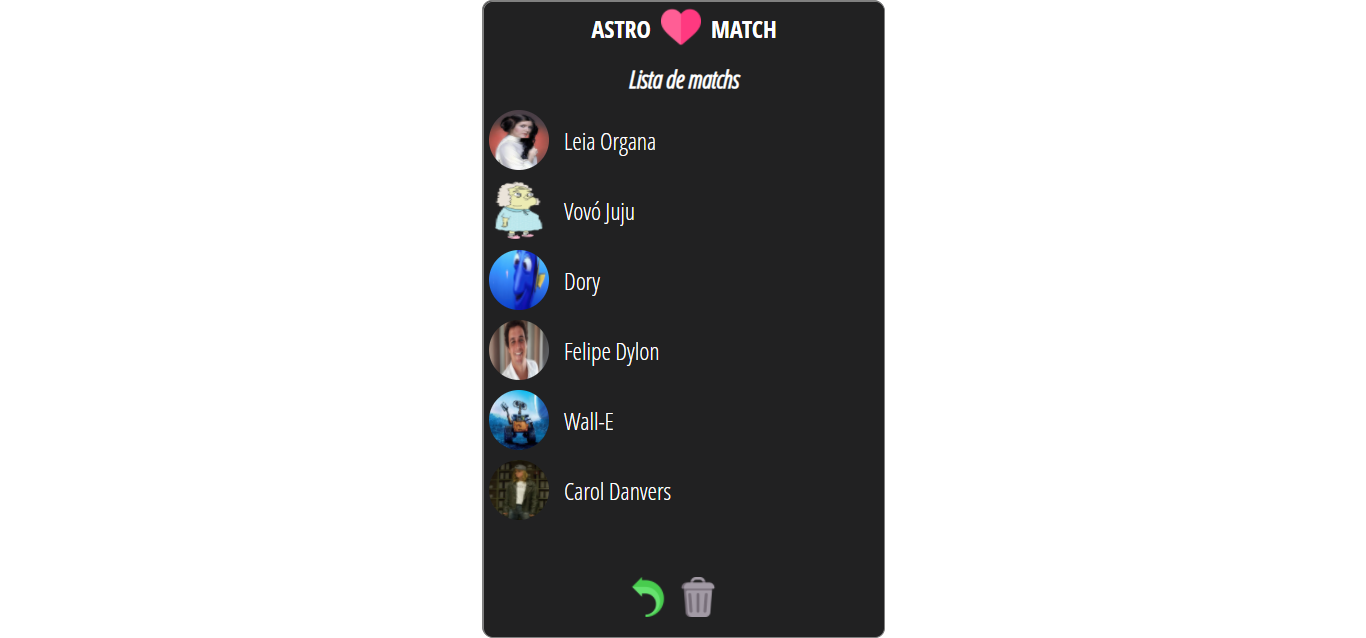 ASTRO MATCH
Lista de matchs
Leia Organa
Vovó Juju
Dory
Felipe Dylon
Wall-E
Carol Danvers